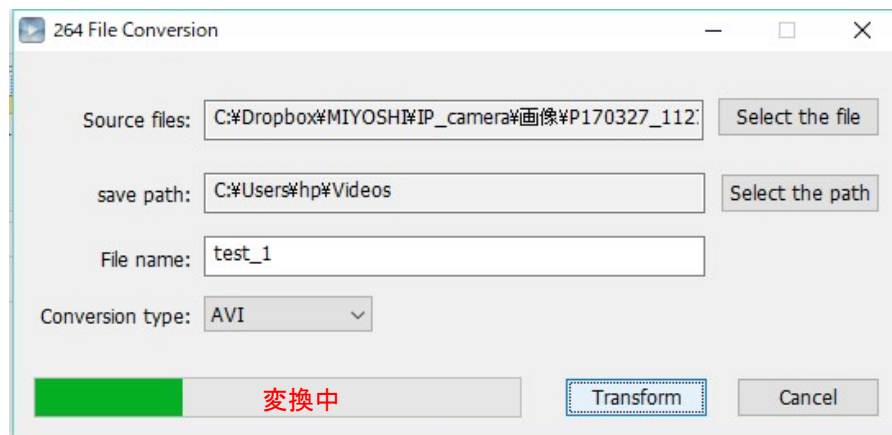 264 File Conversion
Source files: C:¥Dropbox¥MIYOSHI¥IP_camera¥画像¥P170327_112 Select the file
save path: C:¥Users¥hp¥Videos Select the path
File name: test_1
Conversion type: AVI
変換中 Transform Cancel